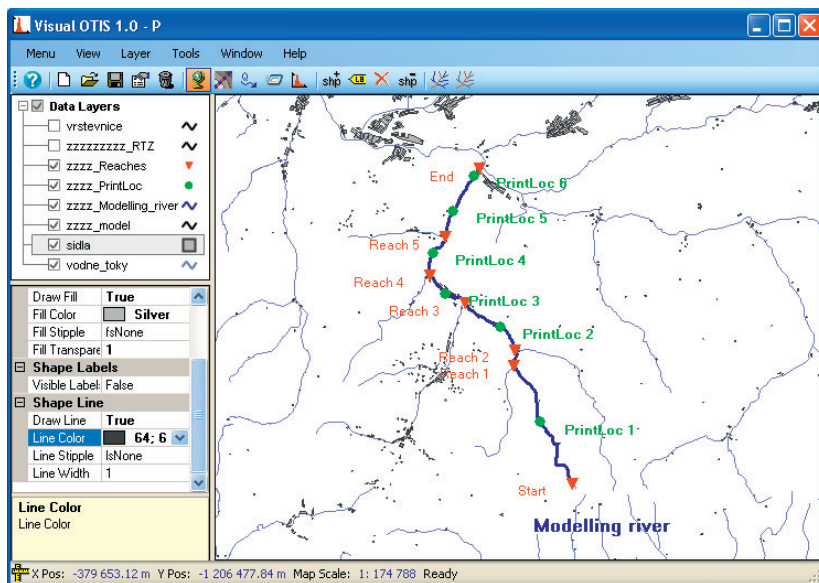 Visual OTIS 1.0 - P
Menu View Layer Tools Window Help
shp LB shp
Data Layers
vrstevnice
zzzzzzzzz_RTZ
zzzz_Reaches
zzzz_PrintLoc
zzzz_Modelling_river
zzzz_model
sidla
vodne_toky
Draw Fill True
Fill Color Silver
Fill Stipple fsNone
Fill Transpare 1
Shape Labels
Visible Label: False
Shape Line
Draw Line True
Line Color 64; 6
Line Stipple lsNone
Line Width 1
Line Color
Line Color
End
PrintLoc 6
PrintLoc 5
Reach 5
PrintLoc 4
Reach 4
PrintLoc 3
Reach 3
PrintLoc 2
Reach 2
Reach 1
PrintLoc 1
Start
Modelling river
X Pos: -379 653.12 m Y Pos: -1 206 477.84 m Map Scale: 1: 174 788 Ready